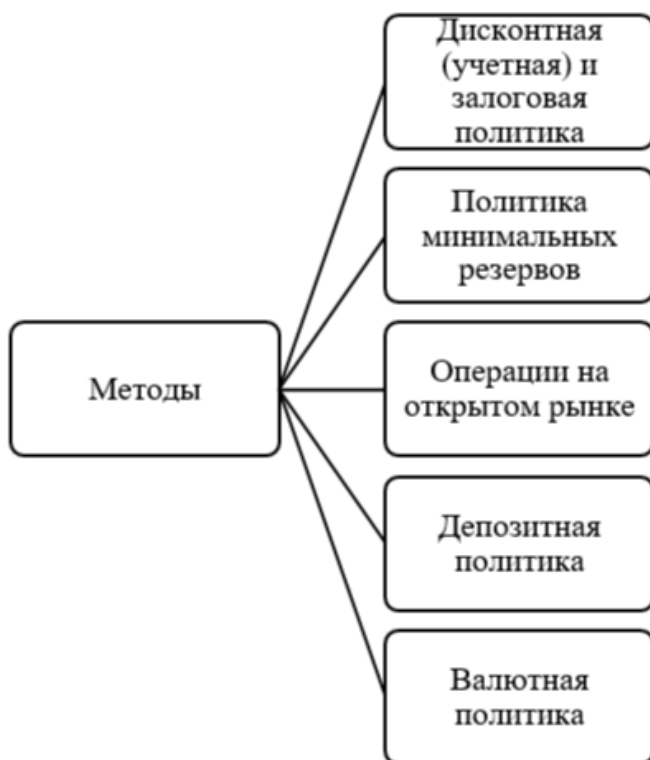 Методы
Дисконтная
(учетная) и
залоговая
политика
Политика
минимальных
резервов
Операции на
открытом рынке
Депозитная
политика
Валютная
политика